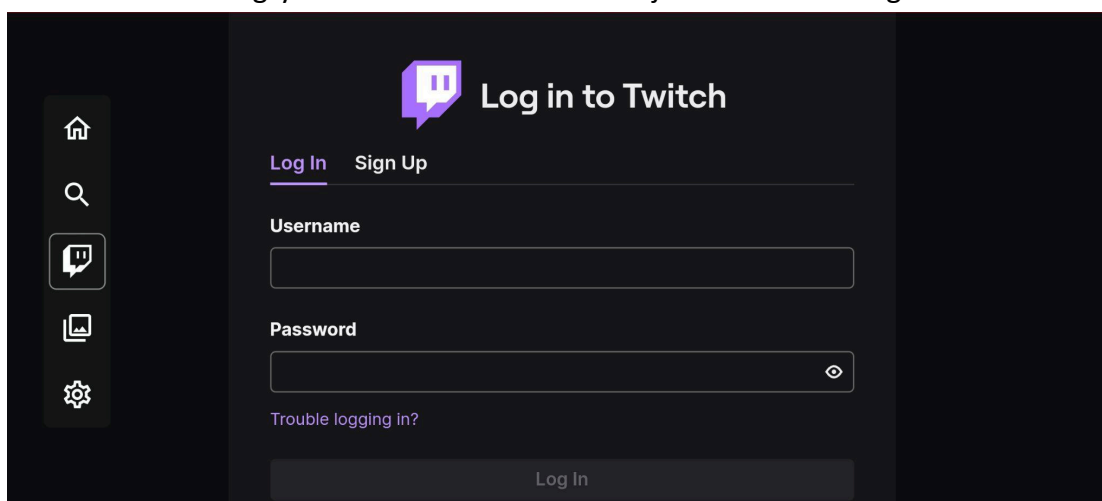 Log in to Twitch
Log In Sign Up
Username
Password
Trouble logging in?
Log In